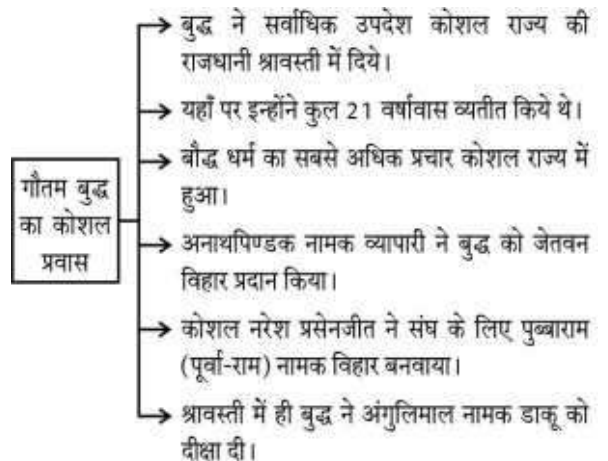 गौतम बुद्ध
का कोशल
प्रवास
बुद्ध ने सर्वाधिक उपदेश कोशल राज्य की
राजधानी श्रावस्ती में दिये।
यहाँ पर इन्होंने कुल 21 वर्षावास व्यतीत किये थे।
बौद्ध धर्म का सबसे अधिक प्रचार कोशल राज्य में
हुआ।
अनाथपिण्डक नामक व्यापारी ने बुद्ध को जेतवन
विहार प्रदान किया।
कोशल नरेश प्रसेनजीत ने संघ के लिए पुब्बाराम
(पूर्वा-राम) नामक विहार बनवाया।
श्रावस्ती में ही बुद्ध ने अंगुलिमाल नामक डाकू को
दीक्षा दी।